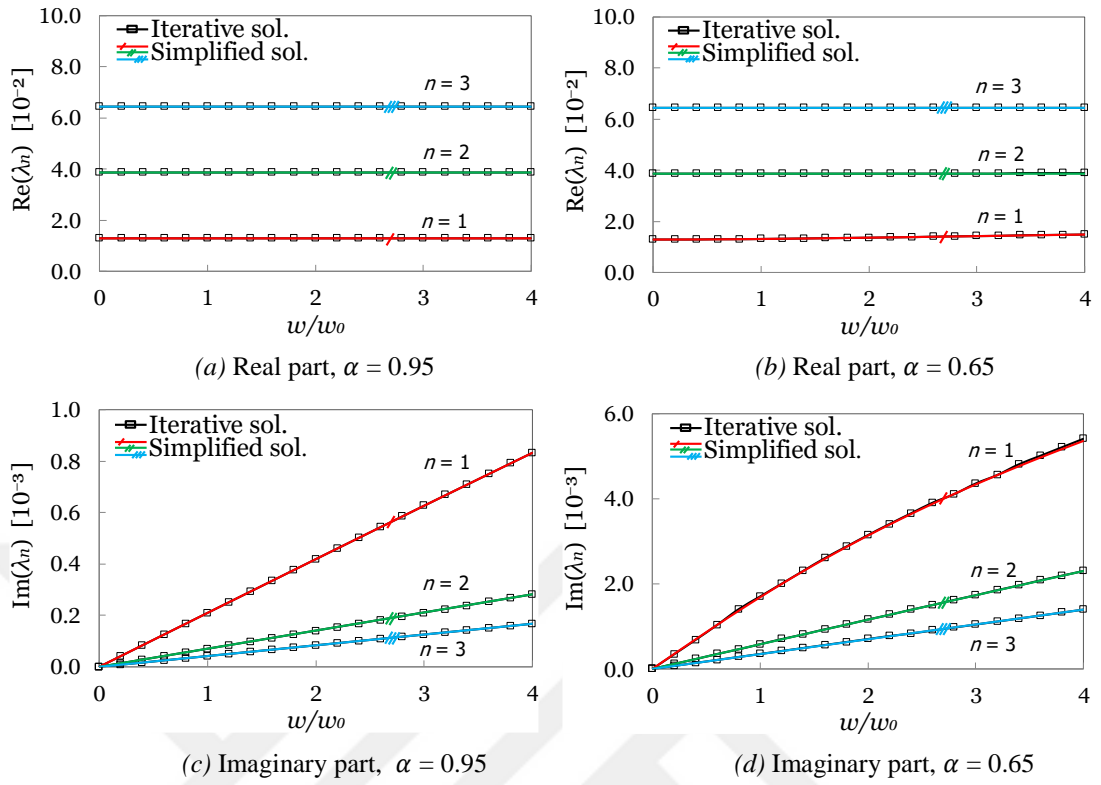 Iterative sol.
Simplified sol.
Re(λn) [10⁻²]
10.0
8.0
6.0
4.0
2.0
0.0
n = 3
n = 2
n = 1
0 1 2 3 4
w/w0
(a) Real part, α = 0.95
Iterative sol.
Simplified sol.
Re(λn) [10⁻²]
10.0
8.0
6.0
4.0
2.0
0.0
n = 3
n = 2
n = 1
0 1 2 3 4
w/w0
(b) Real part, α = 0.65
Iterative sol.
Simplified sol.
Im(λn) [10⁻³]
1.0
0.8
0.6
0.4
0.2
0.0
n = 1
n = 2
n = 3
0 1 2 3 4
w/w0
(c) Imaginary part, α = 0.95
Iterative sol.
Simplified sol.
Im(λn) [10⁻³]
6.0
4.0
2.0
0.0
n = 1
n = 2
n = 3
0 1 2 3 4
w/w0
(d) Imaginary part, α = 0.65